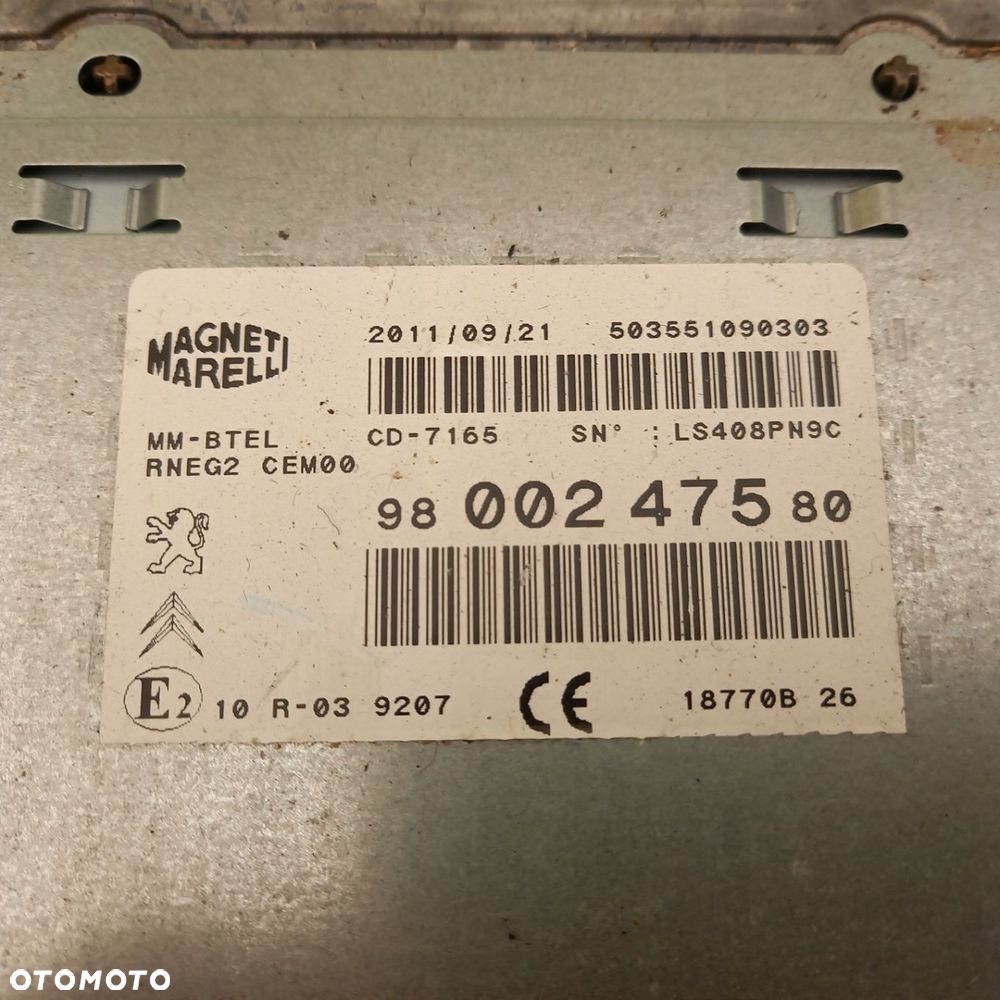 MAGNETI
MARELLI
2011/09/21 503551090303
MM-BTEL
RNEG2 CEM00
CD-7165 SN° : LS408PN9C
98 002 475 80
E2 10 R-03 9207 CE 18770B 26
OTOMOTO